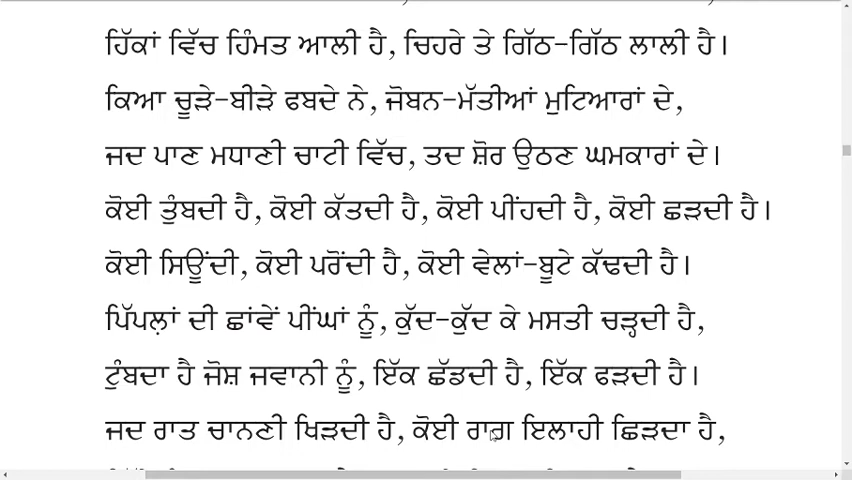 ਹਿੱਕਾਂ ਵਿੱਚ ਹਿੰਮਤ ਆਲੀ ਹੈ, ਚਿਹਰੇ ਤੇ ਗਿੱਠ-ਗਿੱਠ ਲਾਲੀ ਹੈ।
ਕਿਆ ਚੂੜੇ-ਬੀੜੇ ਫਬਦੇ ਨੇ, ਜੋਬਨ-ਮੱਤੀਆਂ ਮੁਟਿਆਰਾਂ ਦੇ,
ਜਦ ਪਾਣ ਮਧਾਣੀ ਚਾਟੀ ਵਿੱਚ, ਤਦ ਸ਼ੋਰ ਉਠਣ ਘਮਕਾਰਾਂ ਦੇ।
ਕੋਈ ਤੁੰਬਦੀ ਹੈ, ਕੋਈ ਕੱਤਦੀ ਹੈ, ਕੋਈ ਪੀਂਹਦੀ ਹੈ, ਕੋਈ ਛੜਦੀ ਹੈ।
ਕੋਈ ਸਿਊਂਦੀ, ਕੋਈ ਪਰੋਂਦੀ ਹੈ, ਕੋਈ ਵੇਲਾਂ-ਬੂਟੇ ਕੱਢਦੀ ਹੈ।
ਪਿੱਪਲਾਂ ਦੀ ਛਾਂਵੇਂ ਪੀਂਘਾਂ ਨੂੰ, ਕੁੱਦ-ਕੁੱਦ ਕੇ ਮਸਤੀ ਚੜ੍ਹਦੀ ਹੈ,
ਟੁੰਬਦਾ ਹੈ ਜੋਸ਼ ਜਵਾਨੀ ਨੂੰ, ਇੱਕ ਛੱਡਦੀ ਹੈ, ਇੱਕ ਫੜਦੀ ਹੈ।
ਜਦ ਰਾਤ ਚਾਨਣੀ ਖਿੜਦੀ ਹੈ, ਕੋਈ ਰਾਗ਼ ਇਲਾਹੀ ਛਿੜਦਾ ਹੈ,